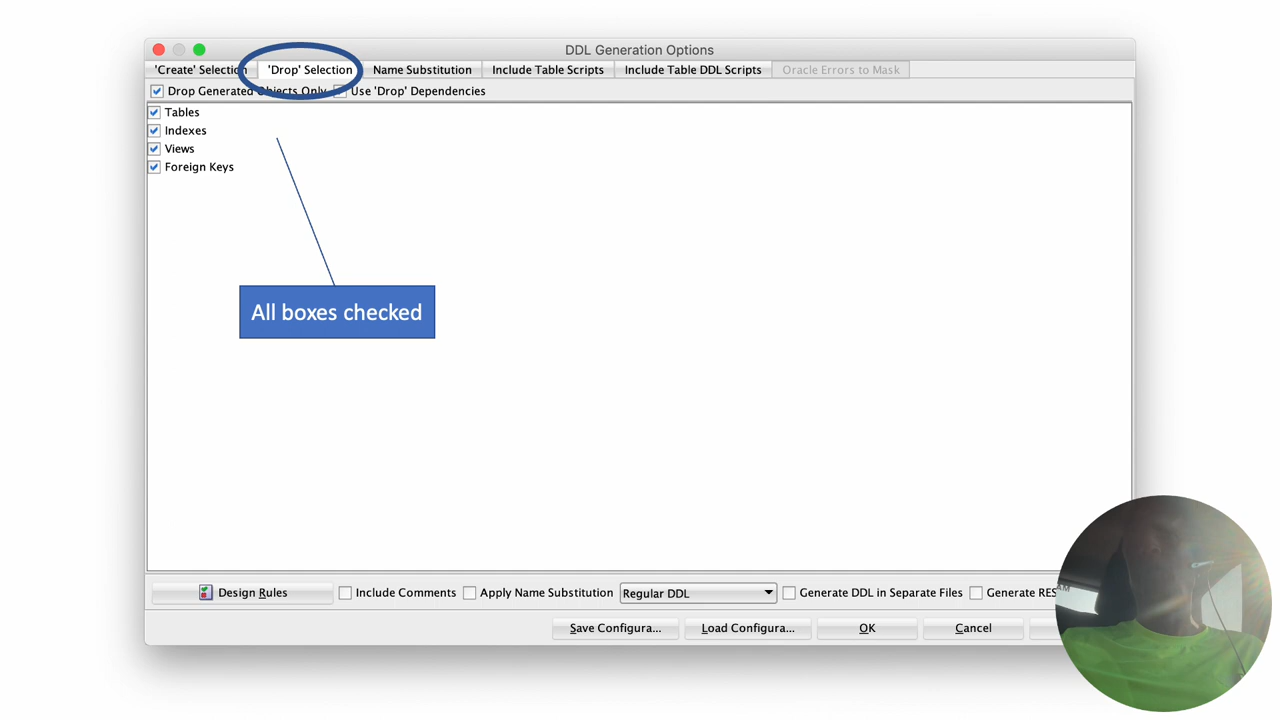 DDL Generation Options
'Create' Selection 'Drop' Selection Name Substitution Include Table Scripts Include Table DDL Scripts Oracle Errors to Mask
Drop Generated Objects Only Use 'Drop' Dependencies
Tables
Indexes
Views
Foreign Keys
All boxes checked
Design Rules Include Comments Apply Name Substitution Regular DDL Generate DDL in Separate Files Generate RES
Save Configura... Load Configura... OK Cancel